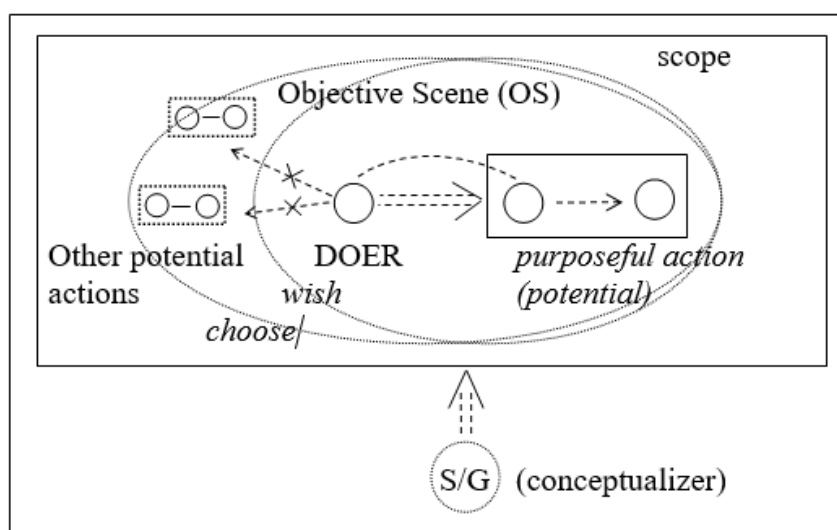 scope
Objective Scene (OS)
Other potential
actions
DOER
purposeful action
(potential)
wish
choose/
S/G
(conceptualizer)